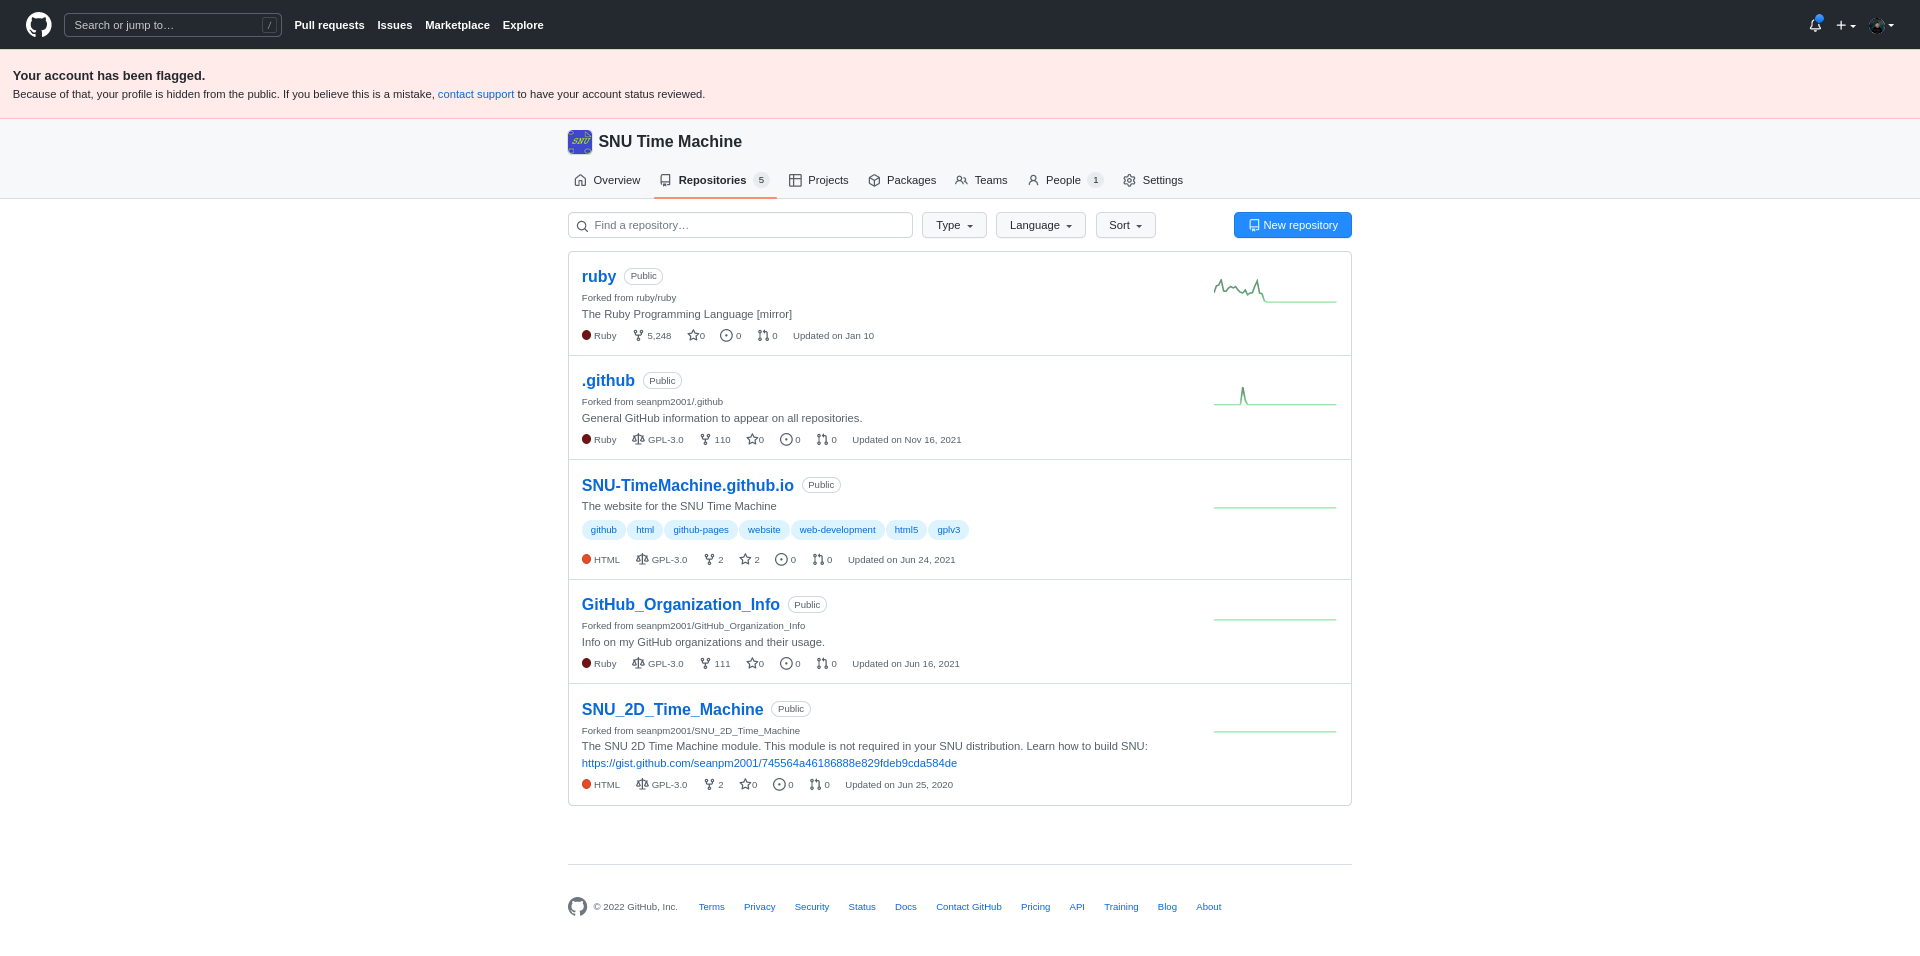 Search or jump to… /
Pull requests Issues Marketplace Explore
Your account has been flagged.
Because of that, your profile is hidden from the public. If you believe this is a mistake, contact support to have your account status reviewed.
SNU SNU Time Machine
Overview Repositories 5 Projects Packages Teams People 1 Settings
Find a repository… Type Language Sort New repository
ruby Public
Forked from ruby/ruby
The Ruby Programming Language [mirror]
Ruby 5,248 0 0 0 Updated on Jan 10
.github Public
Forked from seanpm2001/.github
General GitHub information to appear on all repositories.
Ruby GPL-3.0 110 0 0 0 Updated on Nov 16, 2021
SNU-TimeMachine.github.io Public
The website for the SNU Time Machine
github html github-pages website web-development html5 gplv3
HTML GPL-3.0 2 2 0 0 Updated on Jun 24, 2021
GitHub_Organization_Info Public
Forked from seanpm2001/GitHub_Organization_Info
Info on my GitHub organizations and their usage.
Ruby GPL-3.0 111 0 0 0 Updated on Jun 16, 2021
SNU_2D_Time_Machine Public
Forked from seanpm2001/SNU_2D_Time_Machine
The SNU 2D Time Machine module. This module is not required in your SNU distribution. Learn how to build SNU:
https://gist.github.com/seanpm2001/745564a46186888e829fdeb9cda584de
HTML GPL-3.0 2 0 0 0 Updated on Jun 25, 2020
© 2022 GitHub, Inc. Terms Privacy Security Status Docs Contact GitHub Pricing API Training Blog About